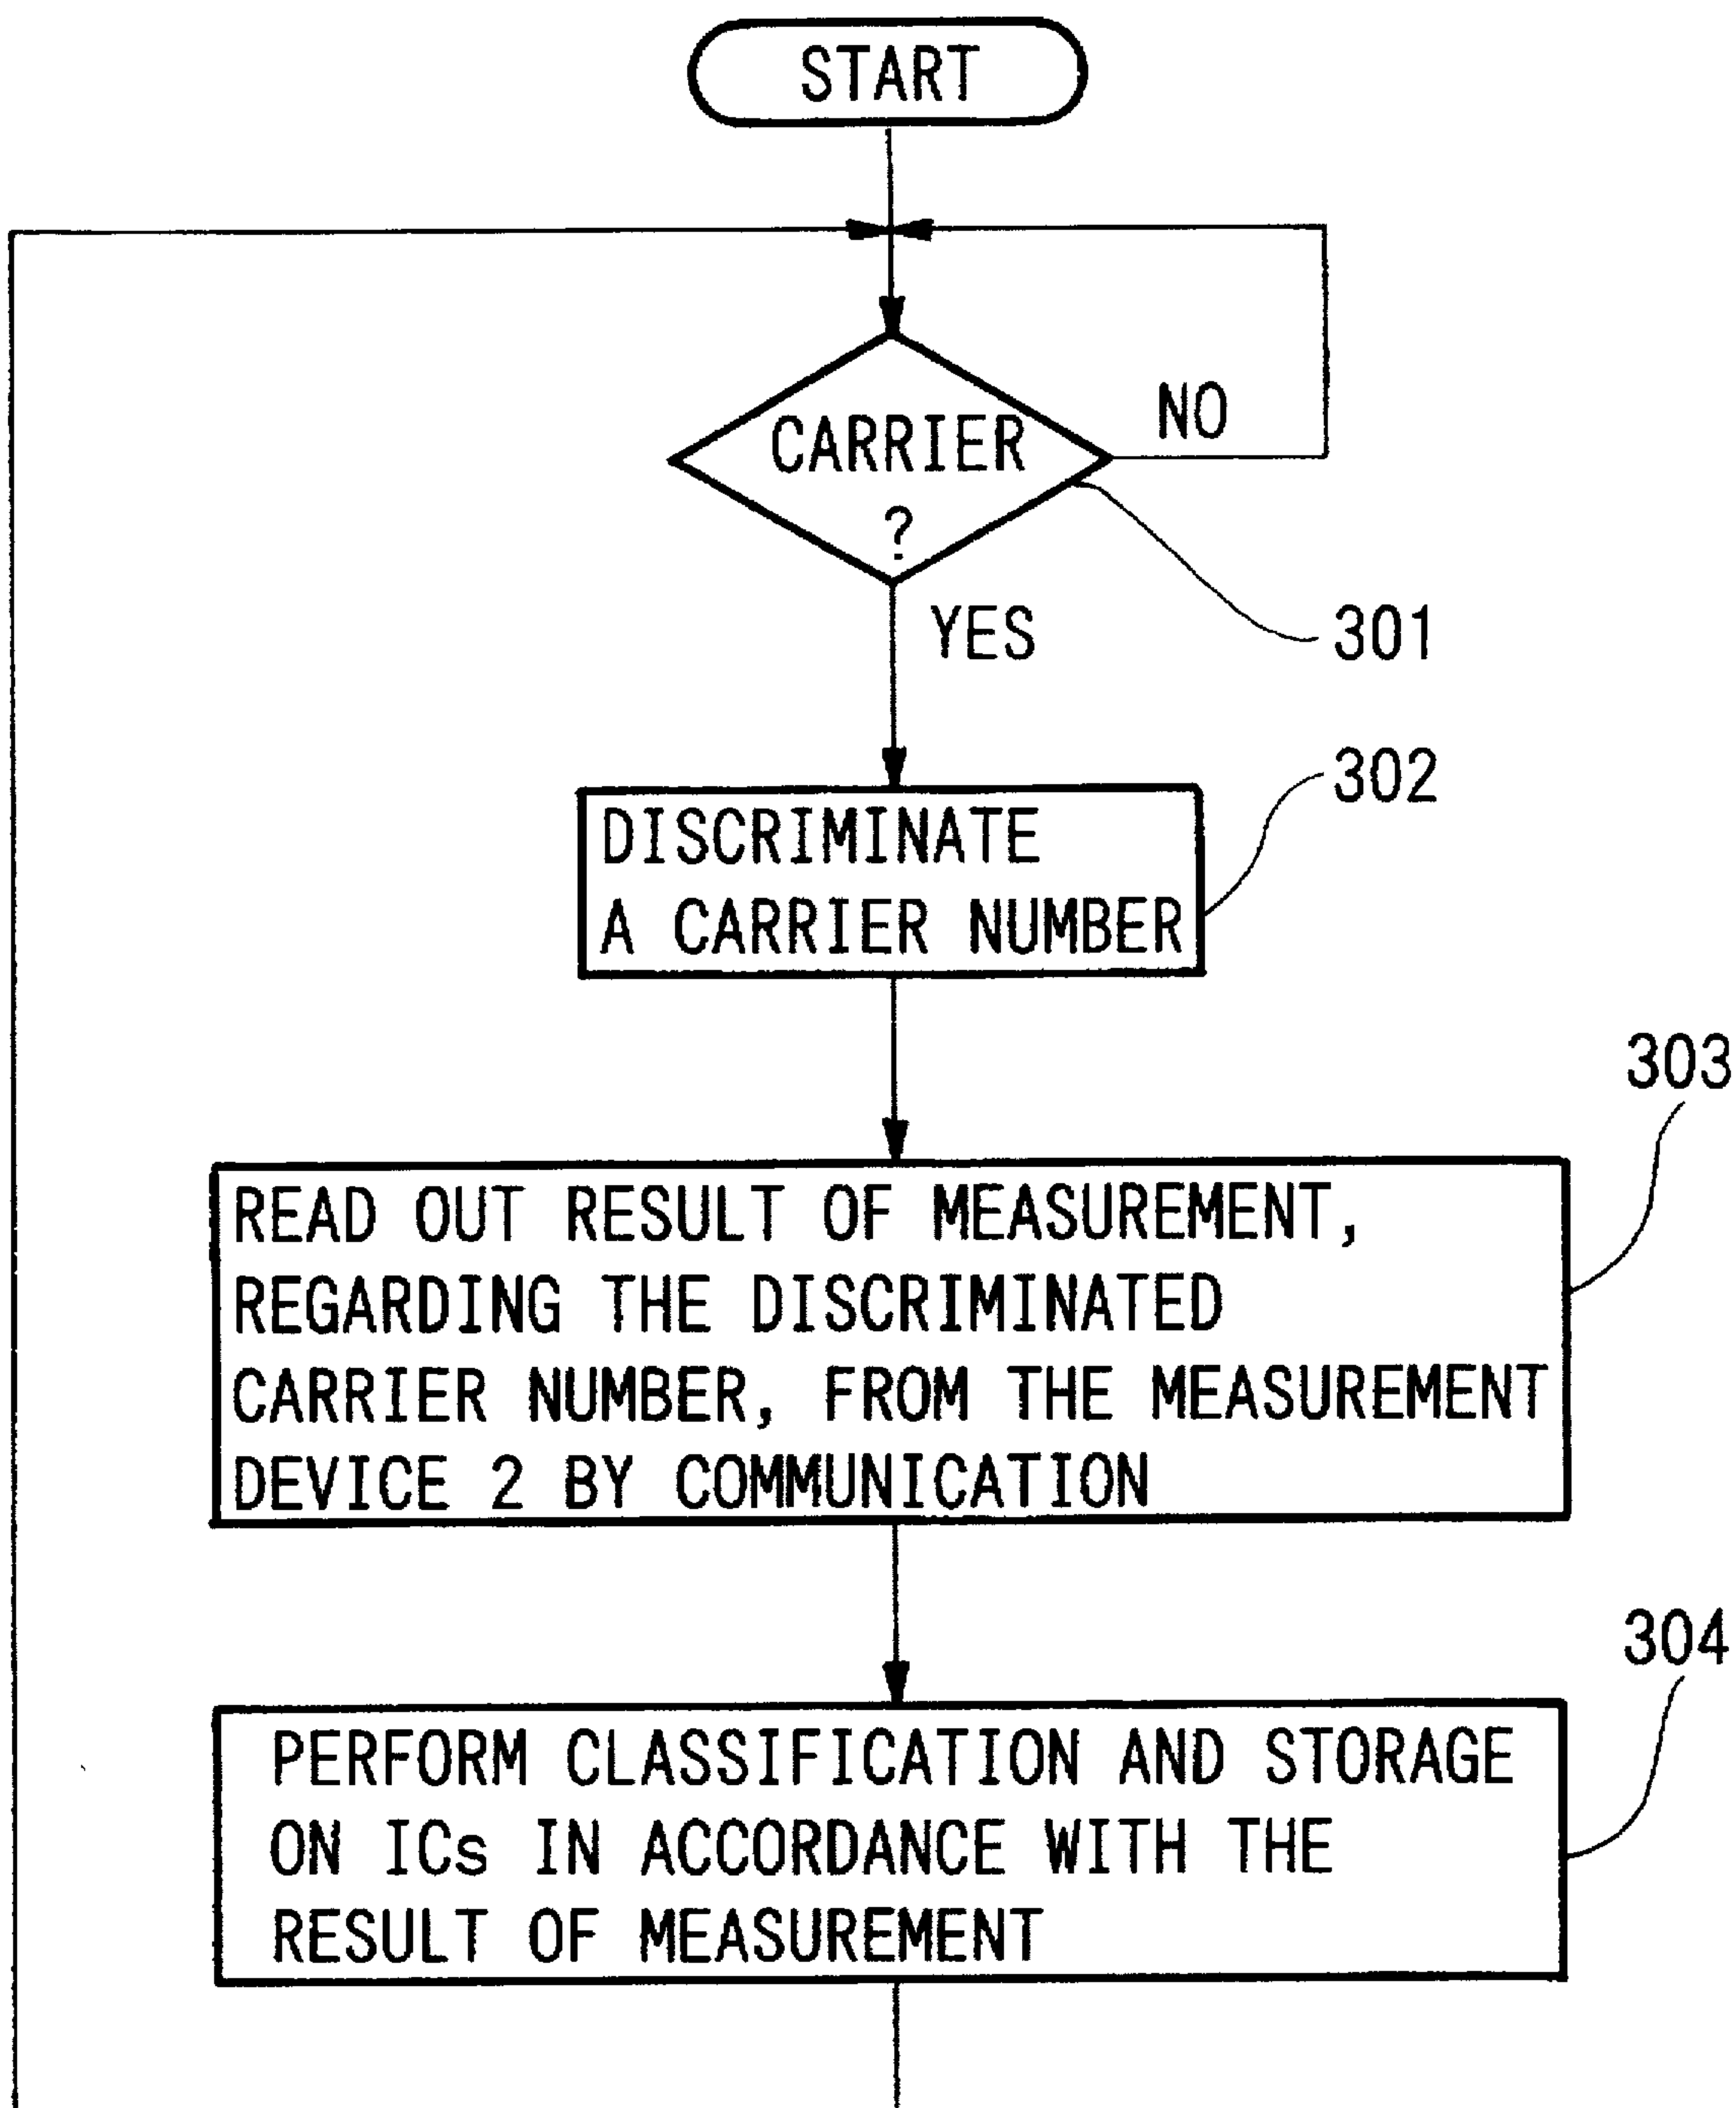 START
CARRIER
?
NO
YES
301
302
DISCRIMINATE
A CARRIER NUMBER
303
READ OUT RESULT OF MEASUREMENT,
REGARDING THE DISCRIMINATED
CARRIER NUMBER, FROM THE MEASUREMENT
DEVICE 2 BY COMMUNICATION
304
PERFORM CLASSIFICATION AND STORAGE
ON ICs IN ACCORDANCE WITH THE
RESULT OF MEASUREMENT